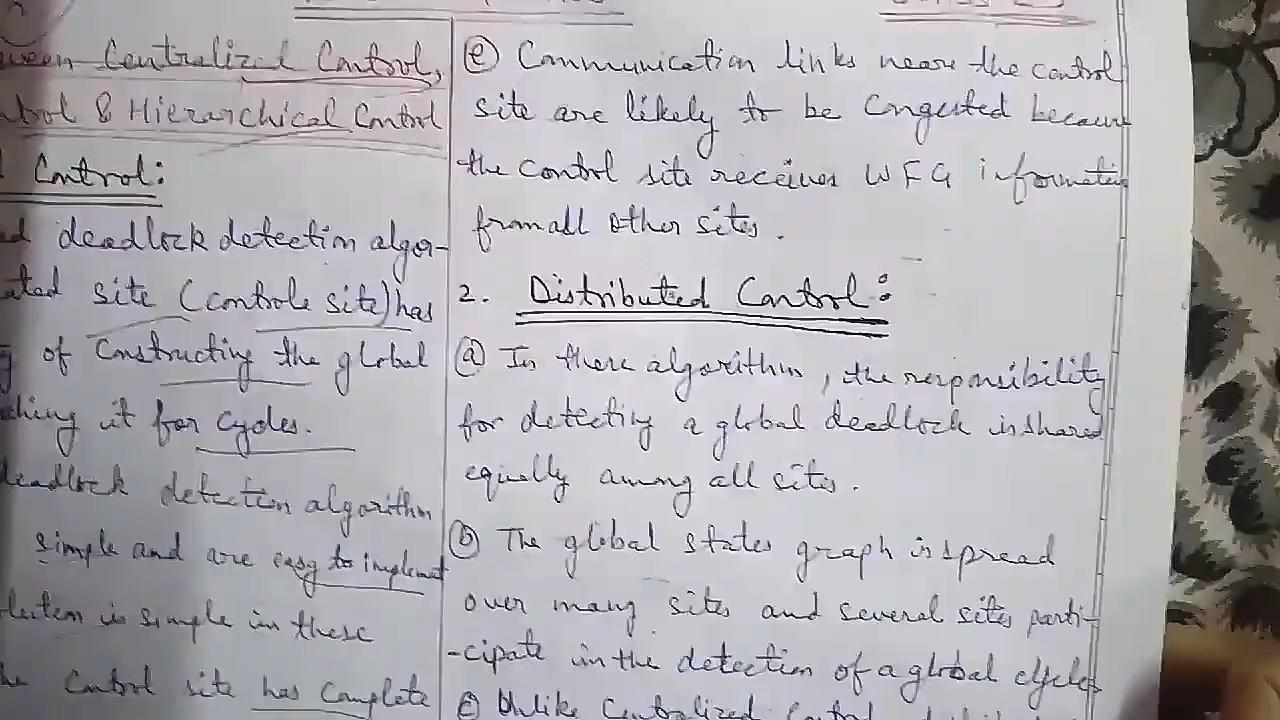 Centralized Control,
& Hierarchical Control
Control:
deadlock detection algor-
site (controle site) has
of Constructing the global
it for cycles.
deadlock detection algorithm
simple and are easy to implement
is simple in these
Control site has Complete
(e) Communication links near the control
site are likely to be Congested because
the Control site receives WFG information
from all other sites.
2. Distributed Control:
(a) In these algorithm, the responsibility
for detecting a global deadlock is shared
equally among all sites.
(b) The global states graph is spread
over many sites and several sites parti-
-cipate in the detection of a global cycle.
(c) Unlike Centralized Control